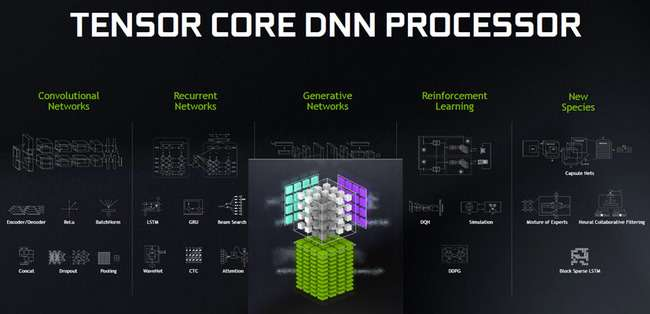 TENSOR CORE DNN PROCESSOR
Convolutional
Networks
Encoder/Decoder
ReLu
BatchNorm
Concat
Dropout
Pooling
Recurrent
Networks
LSTM
GRU
Beam Search
WaveNet
CTC
Attention
Generative
Networks
Reinforcement
Learning
DQN
Simulation
DDPG
New
Species
Capsule Nets
Mixture of Experts
Neural Collaborative Filtering
Block Sparse LSTM